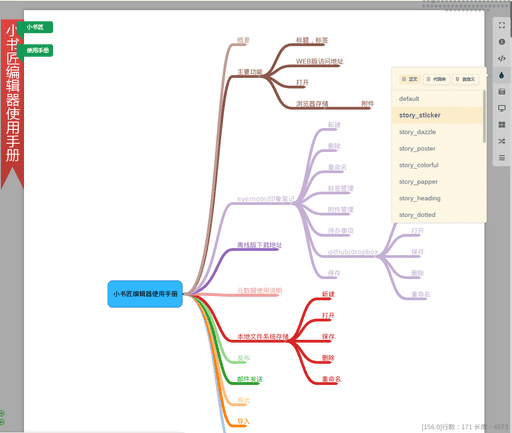 小书匠编辑器使用手册
小书匠
使用手册
小书匠编辑器使用手册
概要
主要功能
标题，标签
WEB版访问地址
打开
浏览器存储
附件
evernote/印象笔记
新建
删除
重命名
标签管理
附件管理
待办事项
github/dropbox
打开
保存
删除
重命名
保存
离线版下载地址
元数据使用说明
本地文件系统存储
新建
打开
保存
删除
重命名
发布
邮件发送
导出
导入
正文
代码块
自定义
default
story_sticker
story_dazzle
story_poster
story_colorful
story_papper
story_heading
story_dotted
[156:0]行数：171 长度：4673